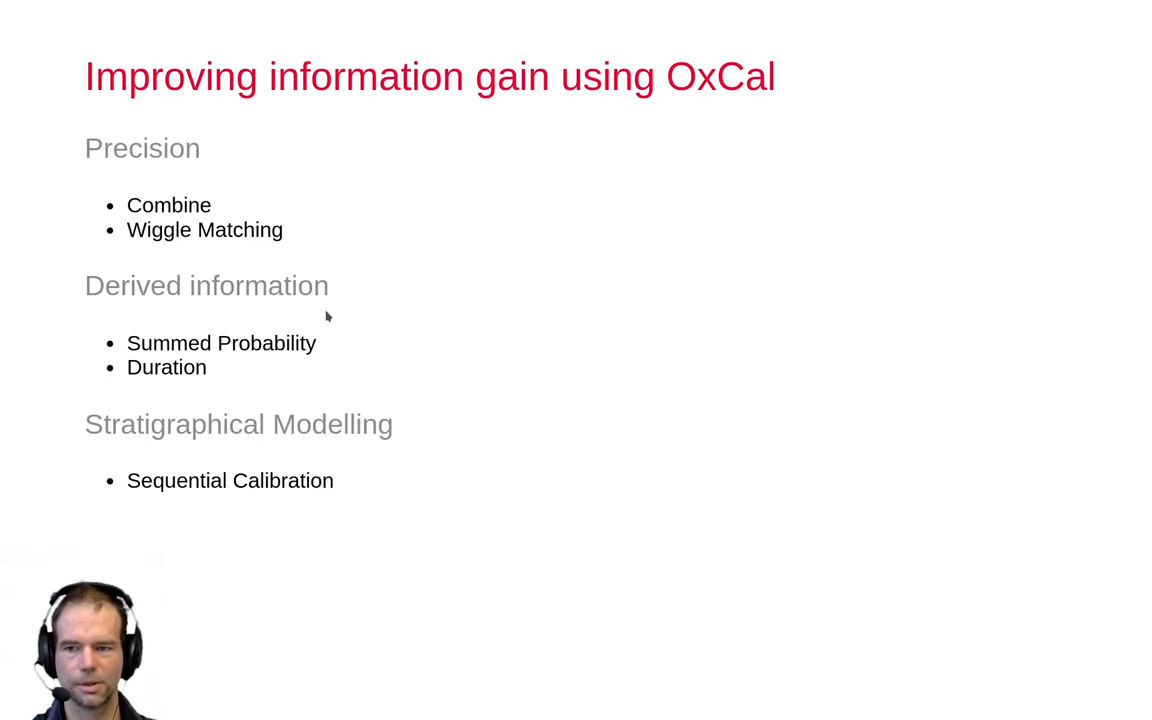 Improving information gain using OxCal
Precision
Combine
Wiggle Matching
Derived information
Summed Probability
Duration
Stratigraphical Modelling
Sequential Calibration